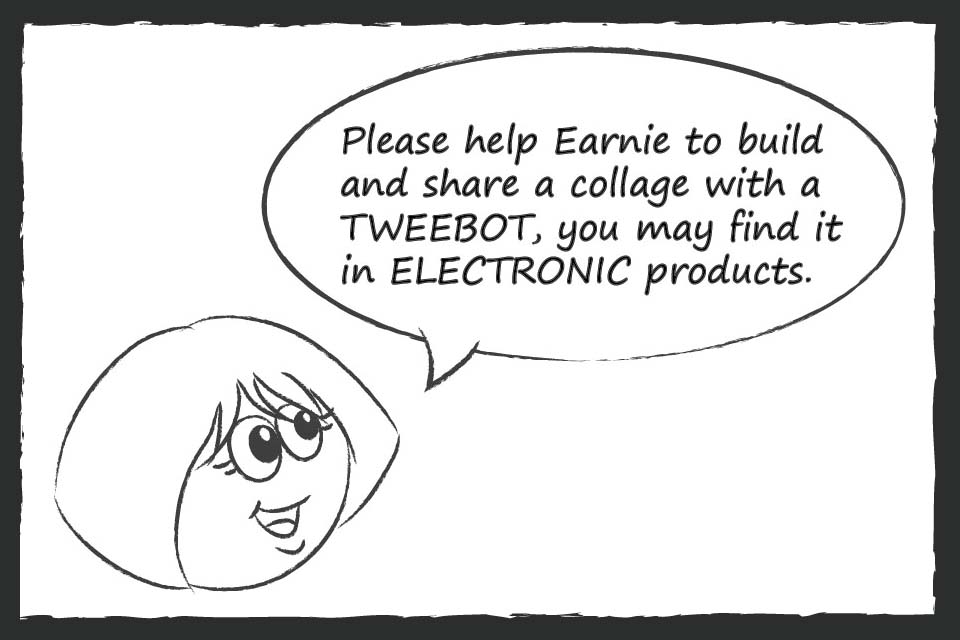 Please help Earnie to build
and share a collage with a
TWEEBOT, you may find it
in ELECTRONIC products.